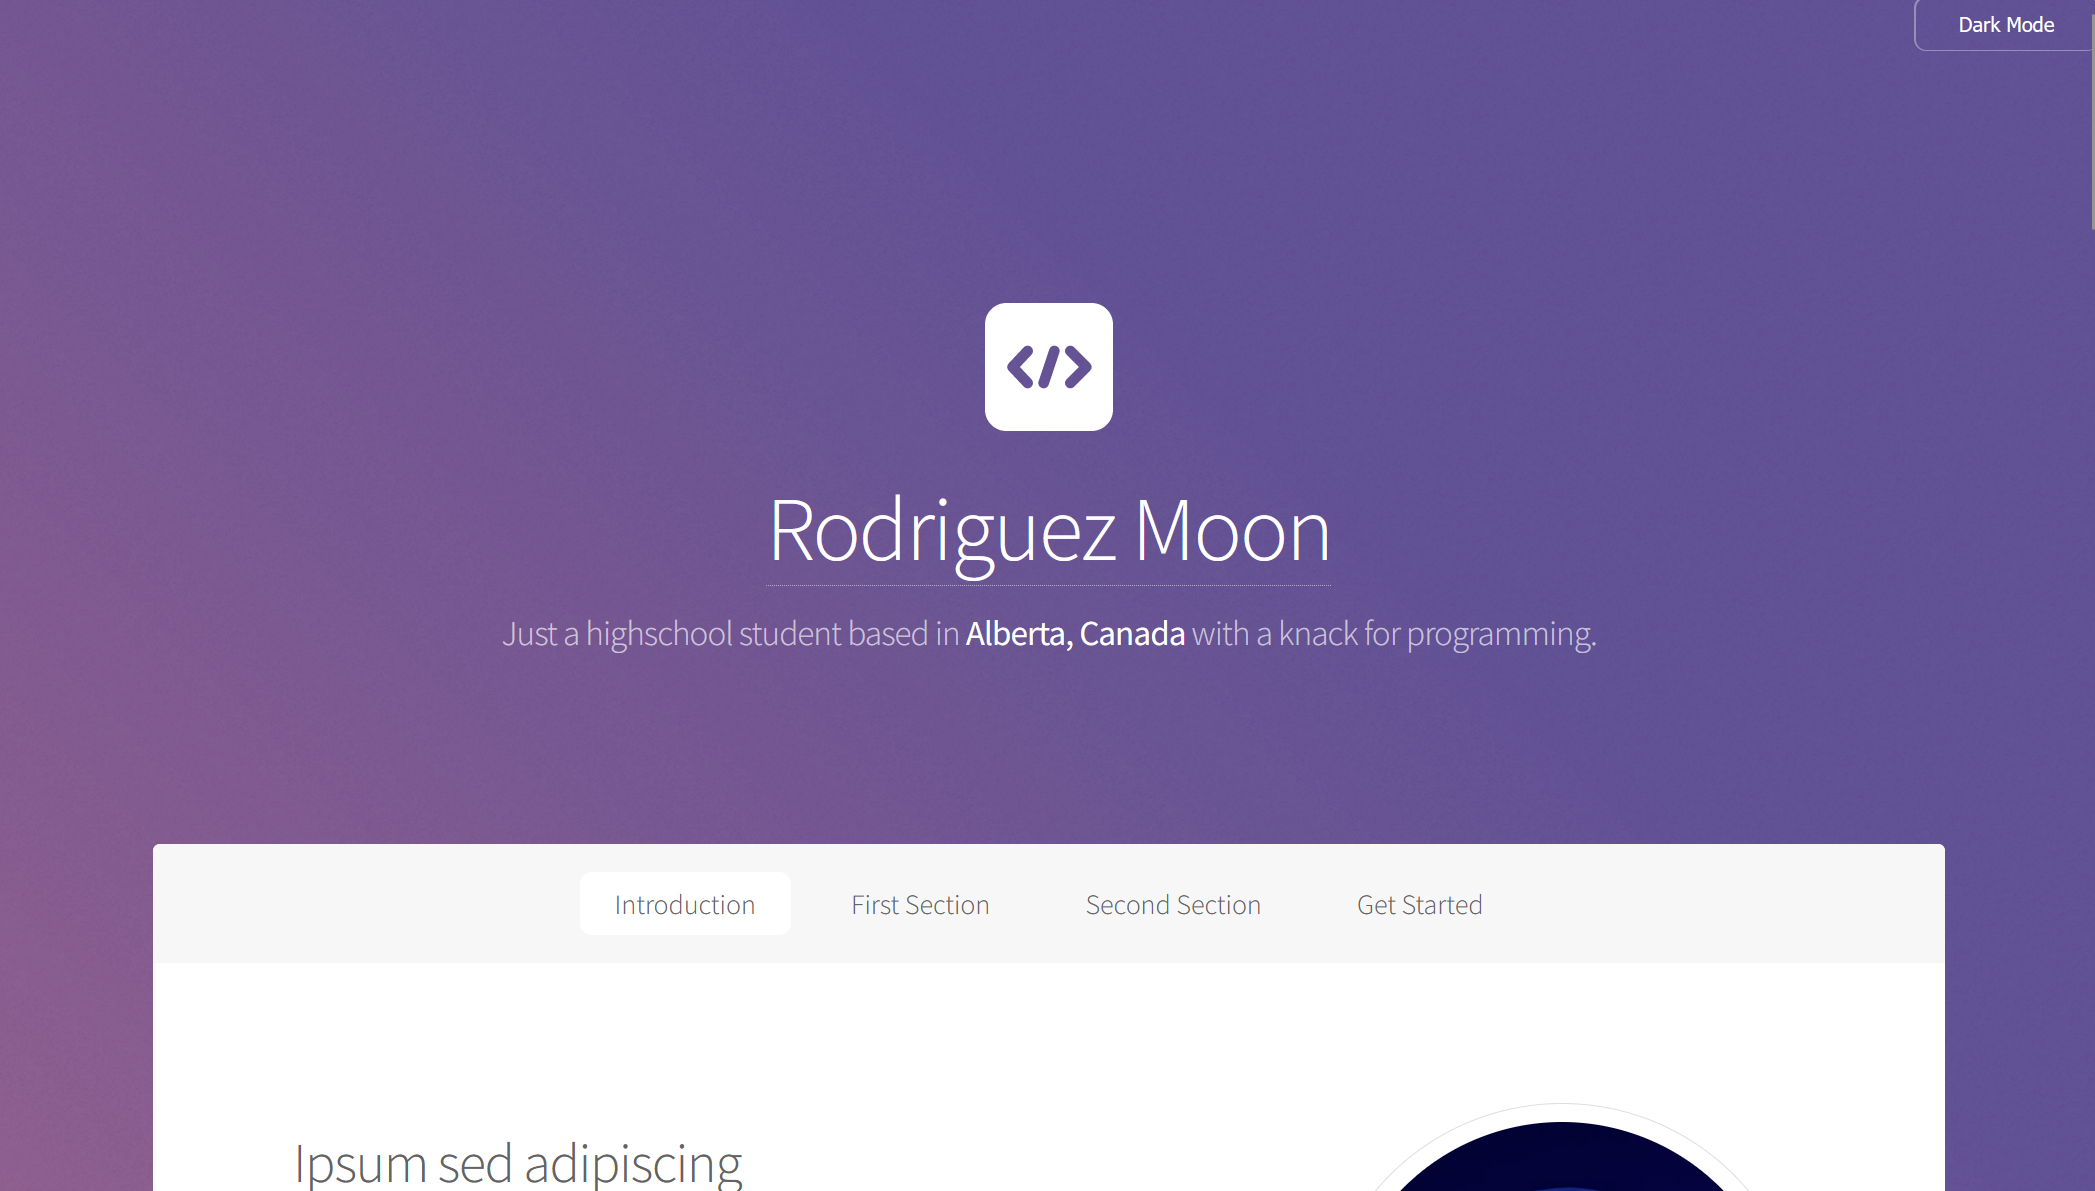 Dark Mode
</>
Rodriguez Moon
Just a highschool student based in Alberta, Canada with a knack for programming.
Introduction First Section Second Section Get Started
Ipsum sed adipiscing